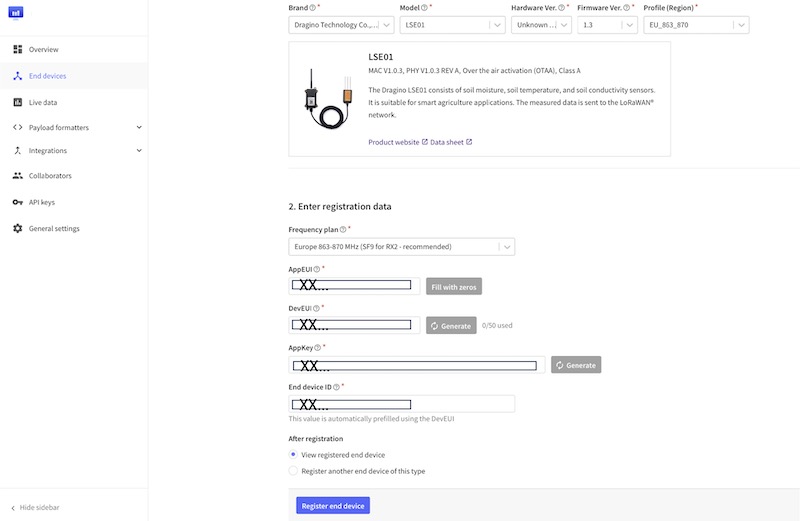 Brand * Model * Hardware Ver. * Firmware Ver. * Profile (Region) *
Dragino Technology Co.,... LSE01 Unknown ... 1.3 EU_863_870
LSE01
MAC V1.0.3, PHY V1.0.3 REV A, Over the air activation (OTAA), Class A
The Dragino LSE01 consists of soil moisture, soil temperature, and soil conductivity sensors.
It is suitable for smart agriculture applications. The measured data is sent to the LoRaWAN®
network.
Product website Data sheet
Overview
End devices
Live data
Payload formatters
Integrations
Collaborators
API keys
General settings
Hide sidebar
2. Enter registration data
Frequency plan *
Europe 863-870 MHz (SF9 for RX2 - recommended)
AppEUI *
XX... Fill with zeros
DevEUI *
XX... Generate 0/50 used
AppKey *
XX... Generate
End device ID *
XX...
This value is automatically prefilled using the DevEUI
After registration
View registered end device
Register another end device of this type
Register end device